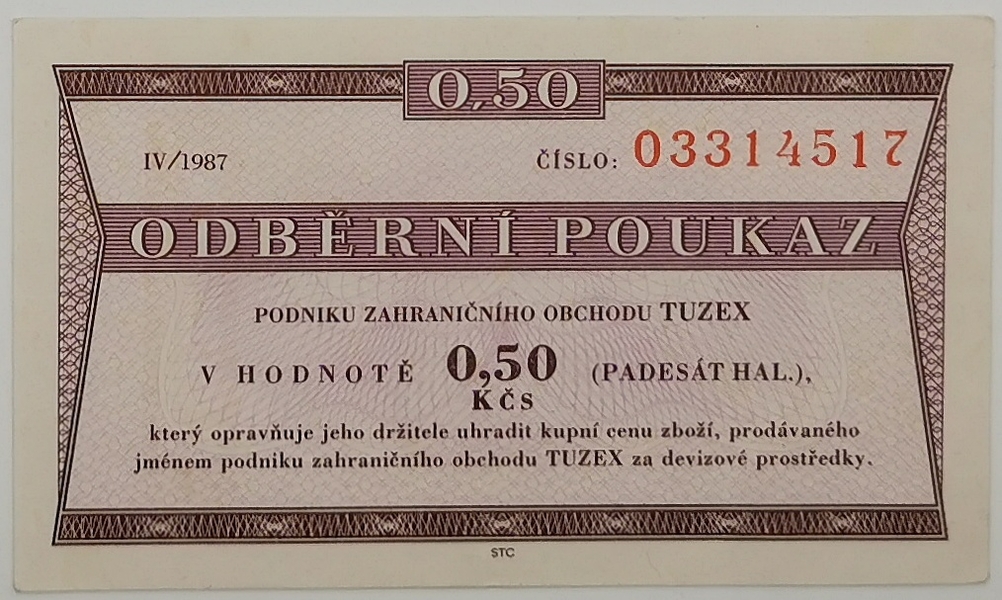 0,50
IV/1987 ČÍSLO: 03314517
ODBĚRNÍ POUKAZ
PODNIKU ZAHRANIČNÍHO OBCHODU TUZEX
V HODNOTĚ 0,50 (PADESÁT HAL.),
Kčs
který opravňuje jeho držitele uhradit kupní cenu zboží, prodávaného
jménem podniku zahraničního obchodu TUZEX za devizové prostředky.
STC